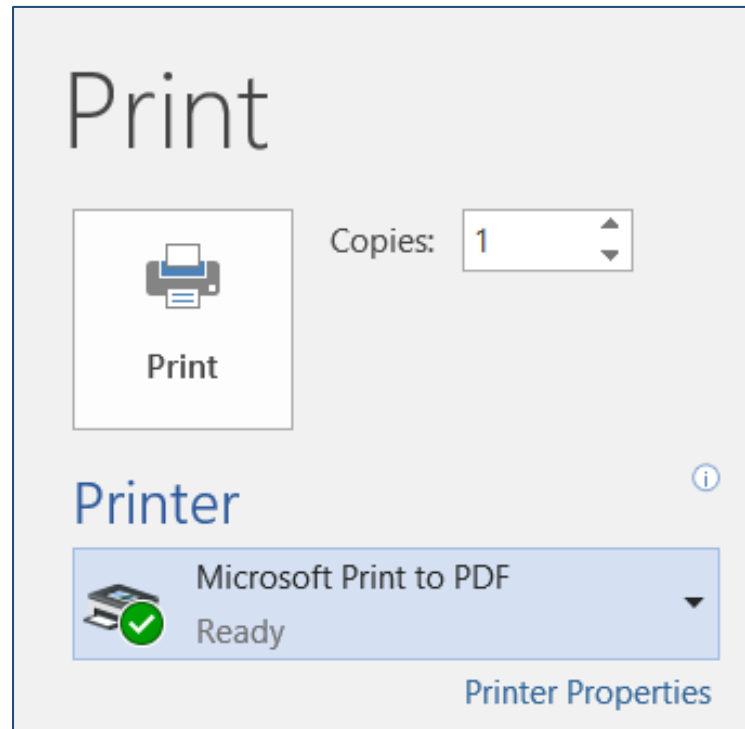 Print
Print
Copies: 1
Printer
Microsoft Print to PDF
Ready
Printer Properties